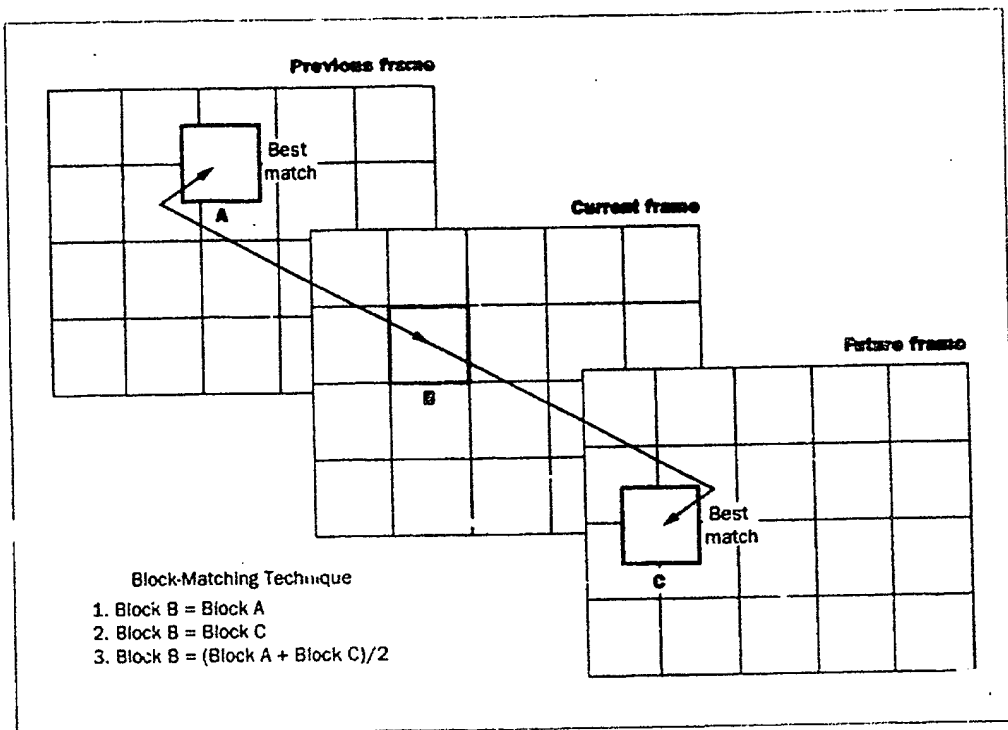 Previous frame
Best
match
A
Current frame
B
Future frame
Best
match
C
Block-Matching Technique
1. Block B = Block A
2. Block B = Block C
3. Block B = (Block A + Block C)/2